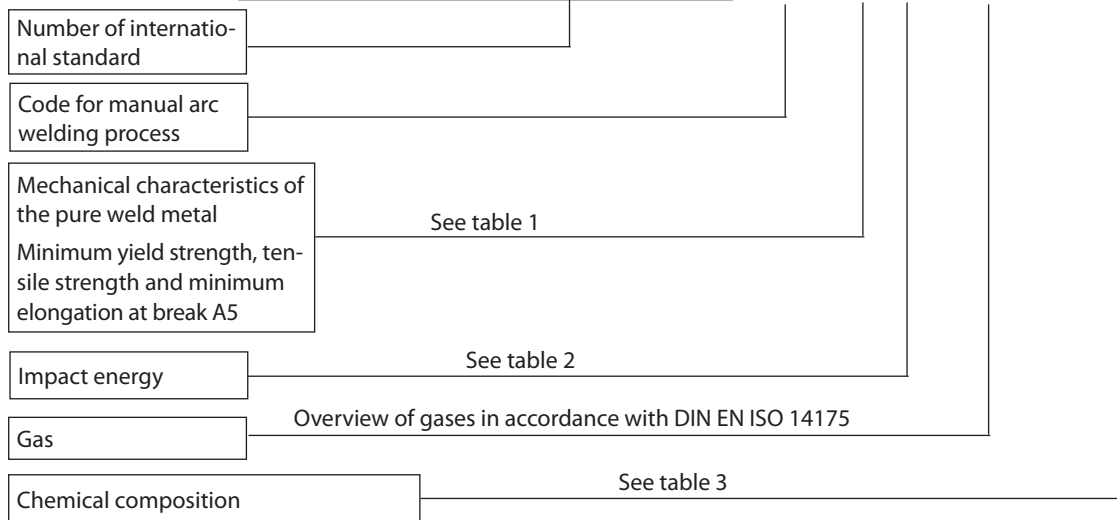 Number of internatio-
nal standard
Code for manual arc
welding process
Mechanical characteristics of
the pure weld metal
See table 1
Minimum yield strength, ten-
sile strength and minimum
elongation at break A5
See table 2
Impact energy
Overview of gases in accordance with DIN EN ISO 14175
Gas
See table 3
Chemical composition